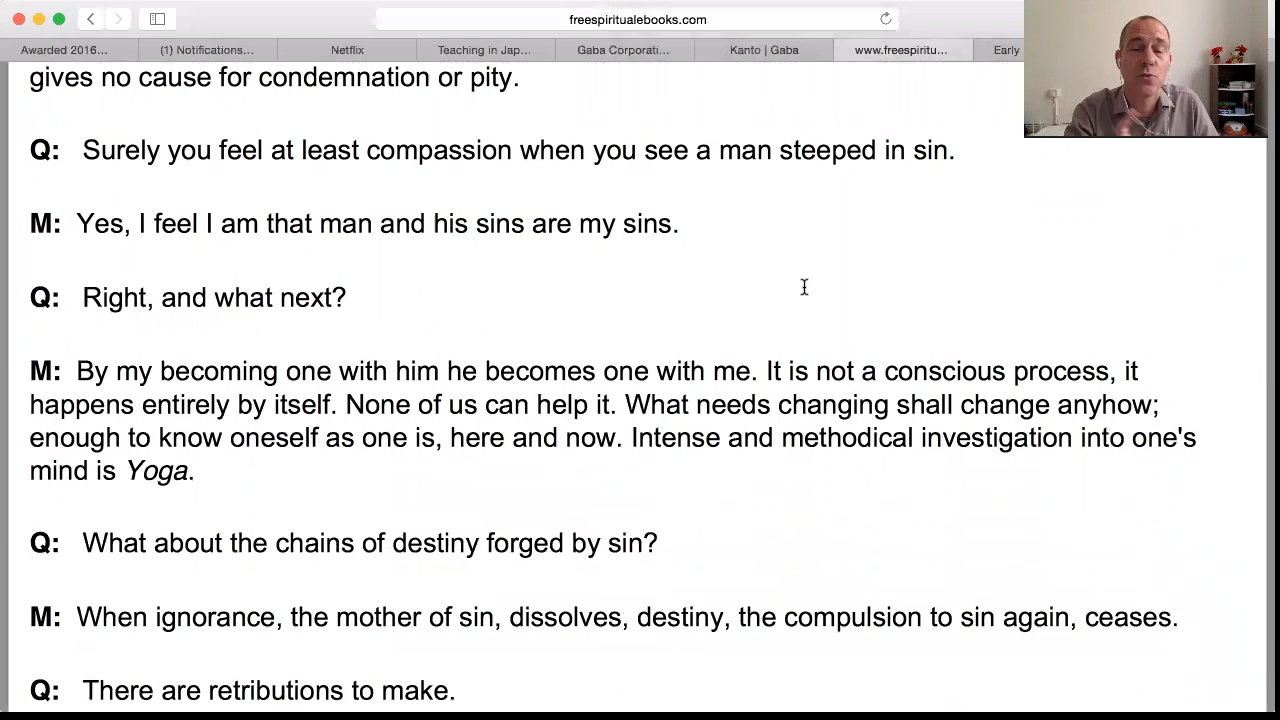 freespiritualebooks.com
Awarded 2016... (1) Notifications... Netflix Teaching in Jap... Gaba Corporati... Kanto | Gaba www.freespiritu... Early
gives no cause for condemnation or pity.
Q: Surely you feel at least compassion when you see a man steeped in sin.
M: Yes, I feel I am that man and his sins are my sins.
Q: Right, and what next?
M: By my becoming one with him he becomes one with me. It is not a conscious process, it
happens entirely by itself. None of us can help it. What needs changing shall change anyhow;
enough to know oneself as one is, here and now. Intense and methodical investigation into one's
mind is Yoga.
Q: What about the chains of destiny forged by sin?
M: When ignorance, the mother of sin, dissolves, destiny, the compulsion to sin again, ceases.
Q: There are retributions to make.